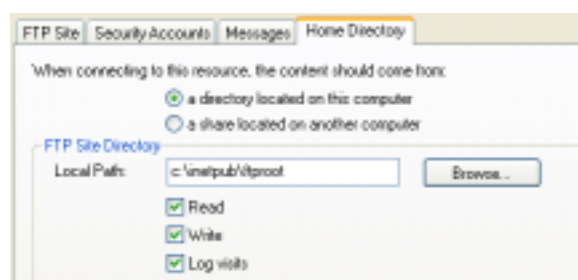 FTP Site Security Accounts Messages Home Directory
When connecting to this resource, the content should come from:
a directory located on this computer
a share located on another computer
FTP Site Directory
Local Path: c:\inetpub\ftproot Browse...
Read
Write
Log visits